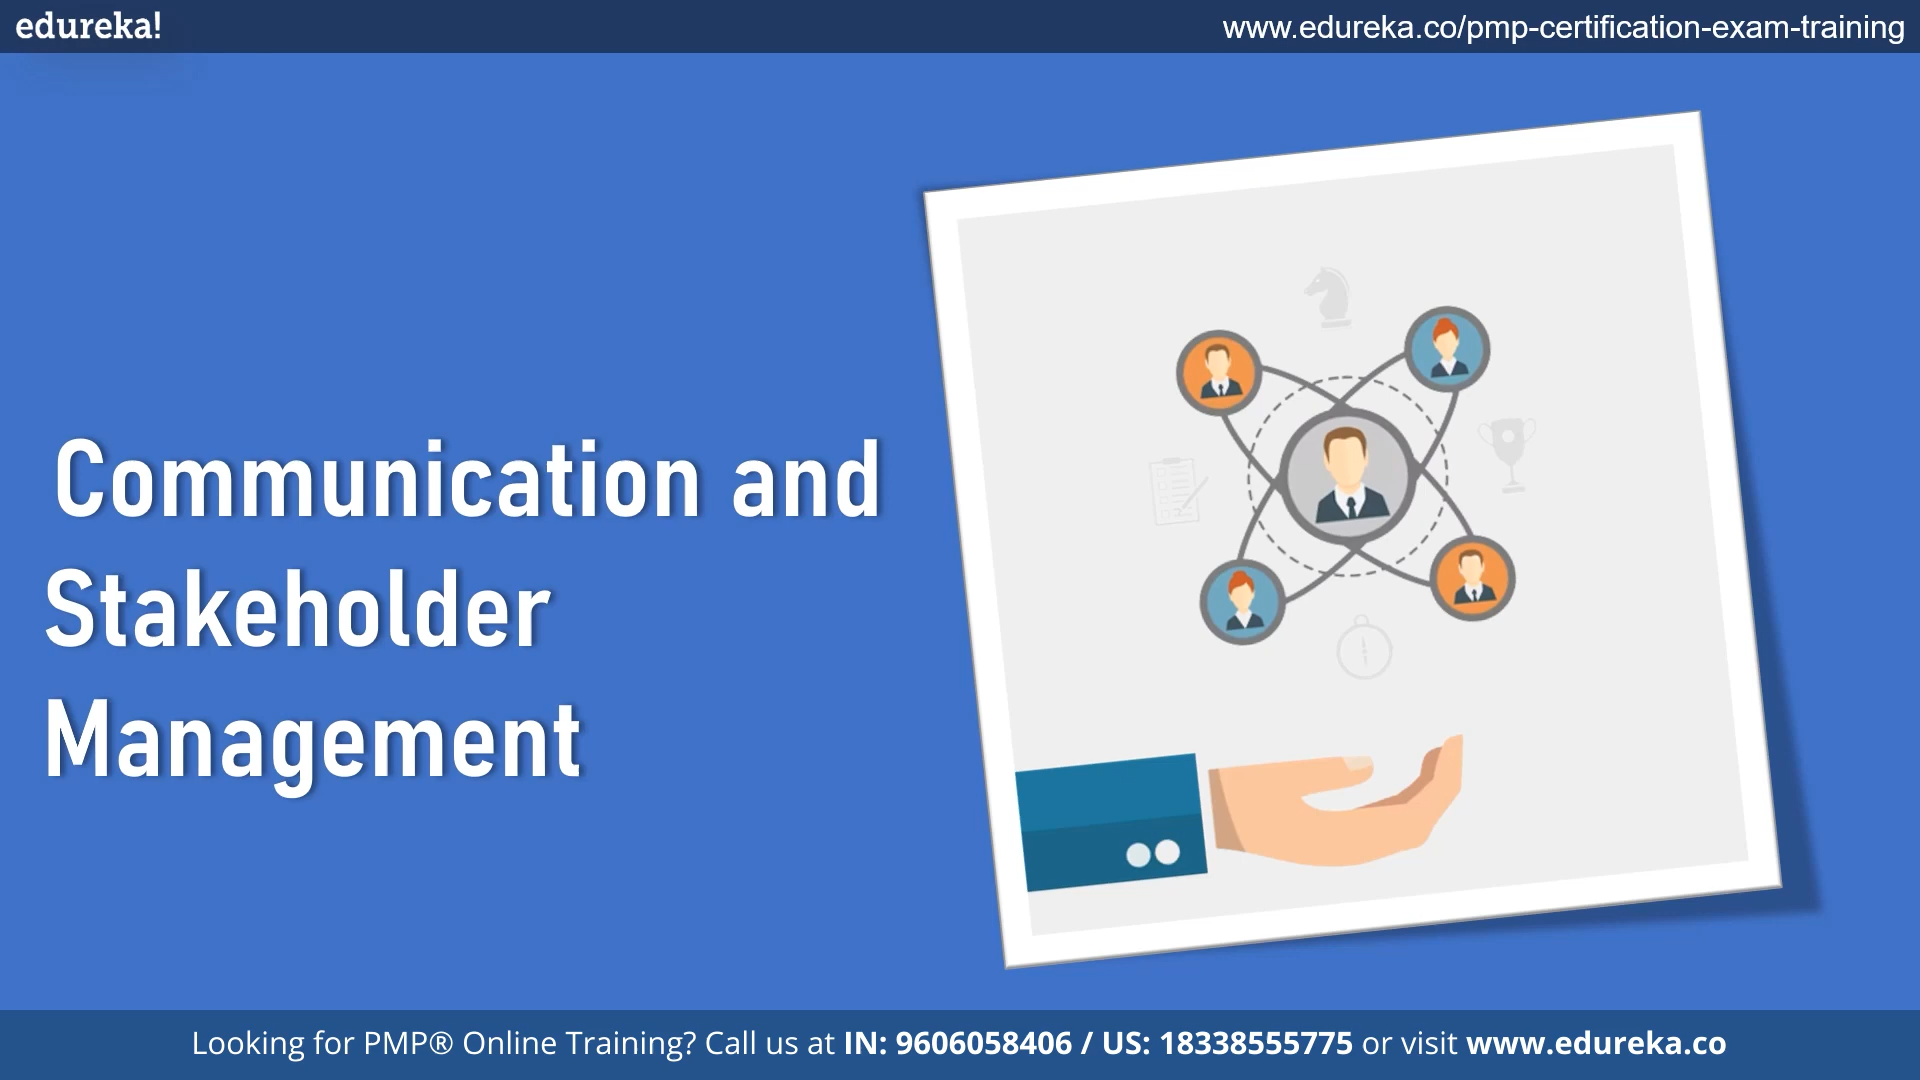 edureka!
www.edureka.co/pmp-certification-exam-training
Communication and
Stakeholder
Management
Looking for PMP® Online Training? Call us at IN: 9606058406 / US: 18338555775 or visit www.edureka.co